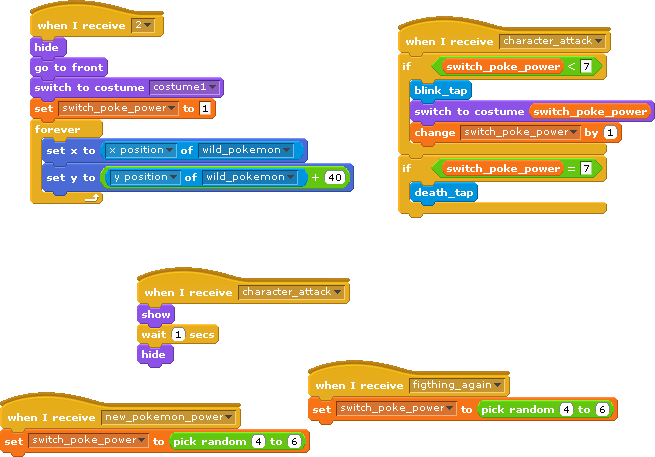 when I receive 2
hide
go to front
switch to costume costume1
set switch_poke_power to 1
forever
set x to x position of wild_pokemon
set y to y position of wild_pokemon + 40
when I receive character_attack
if switch_poke_power < 7
blink_tap
switch to costume switch_poke_power
change switch_poke_power by 1
if switch_poke_power = 7
death_tap
when I receive character_attack
show
wait 1 secs
hide
when I receive figthing_again
set switch_poke_power to pick random 4 to 6
when I receive new_pokemon_power
set switch_poke_power to pick random 4 to 6